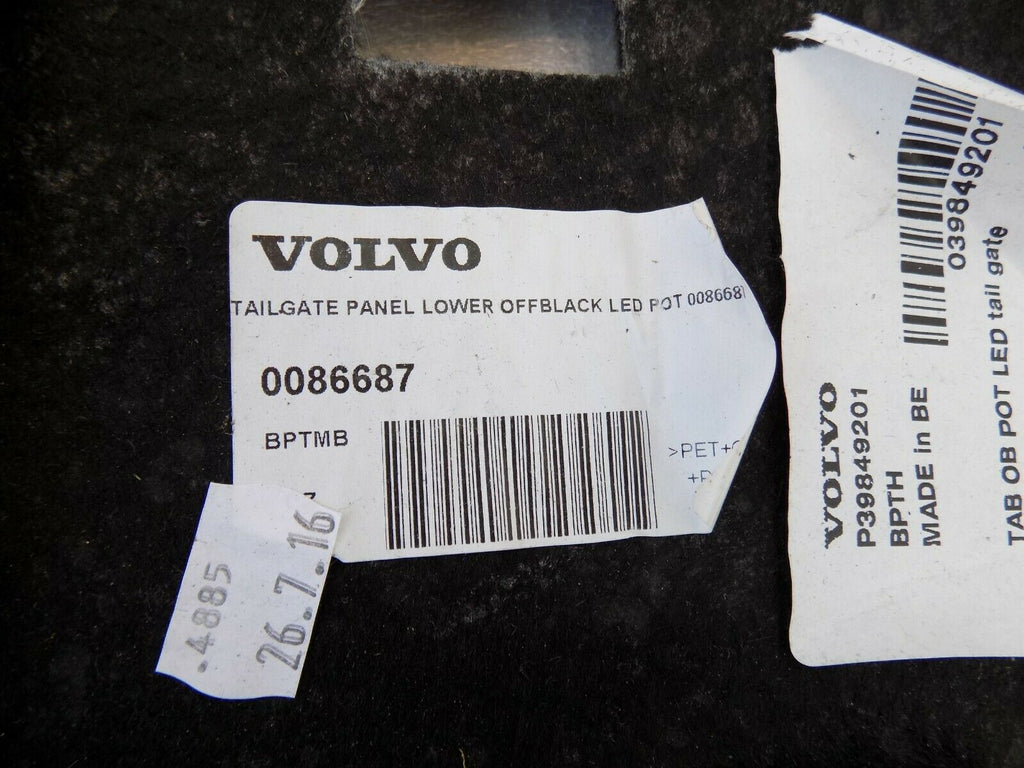 VOLVO
TAILGATE PANEL LOWER OFFBLACK LED POT 0086687
0086687
BPTMB
>PET+
+P
7
.4885
26.7.16
VOLVO
P39849201
BPTH
MADE in BE
039849201
TAB OB POT LED tail gate